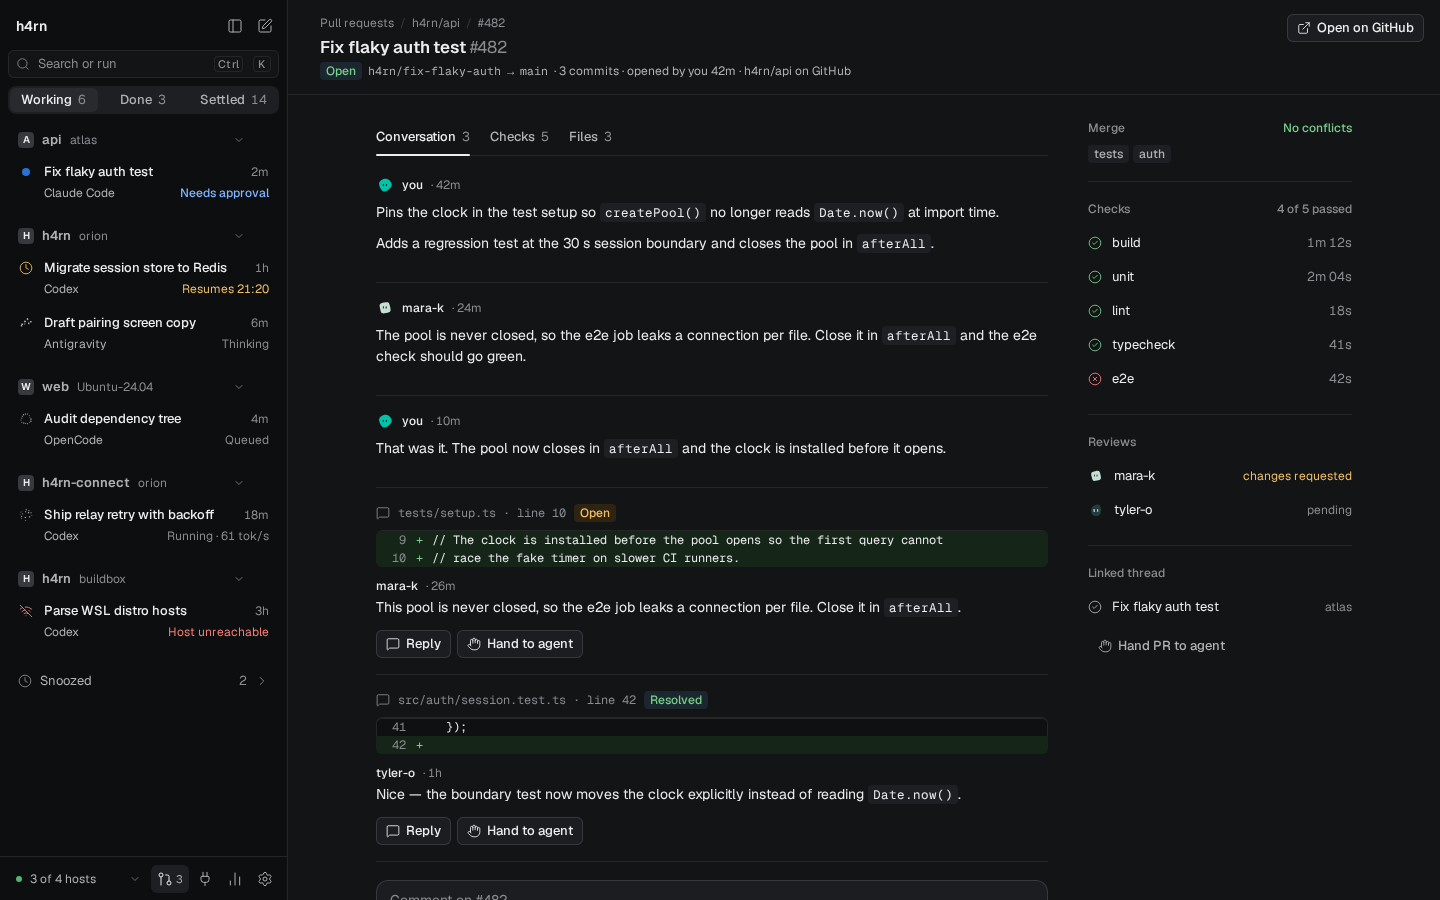 h4rn
Search or run Ctrl K
Working 6 Done 3 Settled 14
A api atlas
Fix flaky auth test 2m
Claude Code Needs approval
H h4rn orion
Migrate session store to Redis 1h
Codex Resumes 21:20
Draft pairing screen copy 6m
Antigravity Thinking
W web Ubuntu-24.04
Audit dependency tree 4m
OpenCode Queued
H h4rn-connect orion
Ship relay retry with backoff 18m
Codex Running · 61 tok/s
H h4rn buildbox
Parse WSL distro hosts 3h
Codex Host unreachable
Snoozed 2
3 of 4 hosts 3
Pull requests / h4rn/api / #482
Fix flaky auth test #482
Open h4rn/fix-flaky-auth → main · 3 commits · opened by you 42m · h4rn/api on GitHub
Open on GitHub
Conversation 3 Checks 5 Files 3
you · 42m
Pins the clock in the test setup so createPool() no longer reads Date.now() at import time.
Adds a regression test at the 30 s session boundary and closes the pool in afterAll.
mara-k · 24m
The pool is never closed, so the e2e job leaks a connection per file. Close it in afterAll and the e2e
check should go green.
you · 10m
That was it. The pool now closes in afterAll and the clock is installed before it opens.
tests/setup.ts · line 10 Open
9 + // The clock is installed before the pool opens so the first query cannot
10 + // race the fake timer on slower CI runners.
mara-k · 26m
This pool is never closed, so the e2e job leaks a connection per file. Close it in afterAll.
Reply Hand to agent
src/auth/session.test.ts · line 42 Resolved
41 });
42 +
tyler-o · 1h
Nice — the boundary test now moves the clock explicitly instead of reading Date.now().
Reply Hand to agent
Comment on #482
Merge No conflicts
tests auth
Checks 4 of 5 passed
build 1m 12s
unit 2m 04s
lint 18s
typecheck 41s
e2e 42s
Reviews
mara-k changes requested
tyler-o pending
Linked thread
Fix flaky auth test atlas
Hand PR to agent